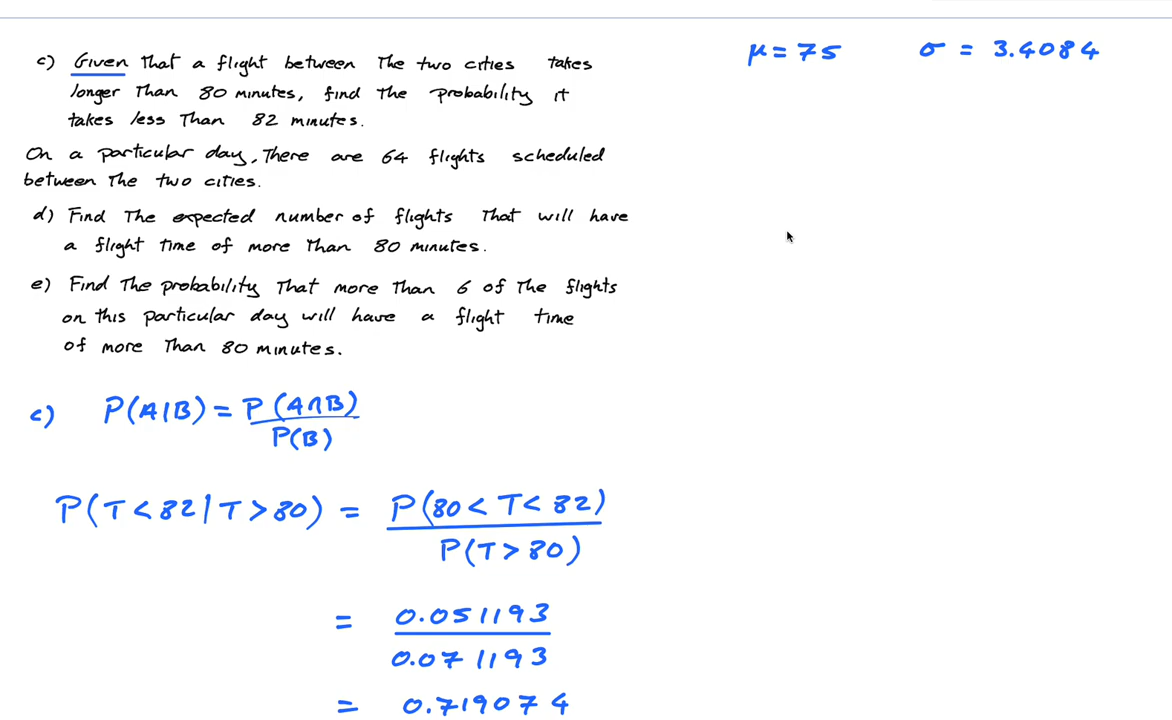 c) Given that a flight between the two cities takes
longer than 80 minutes, find the probability it
takes less than 82 minutes.
On a particular day, there are 64 flights scheduled
between the two cities.
d) Find the expected number of flights that will have
a flight time of more than 80 minutes.
e) Find the probability that more than 6 of the flights
on this particular day will have a flight time
of more than 80 minutes.
μ = 75 σ = 3.4084
c) P(A|B) = P(A∩B)
P(B)
P(T < 82 | T > 80) = P(80 < T < 82)
P(T > 80)
= 0.051193
0.071193
= 0.719074